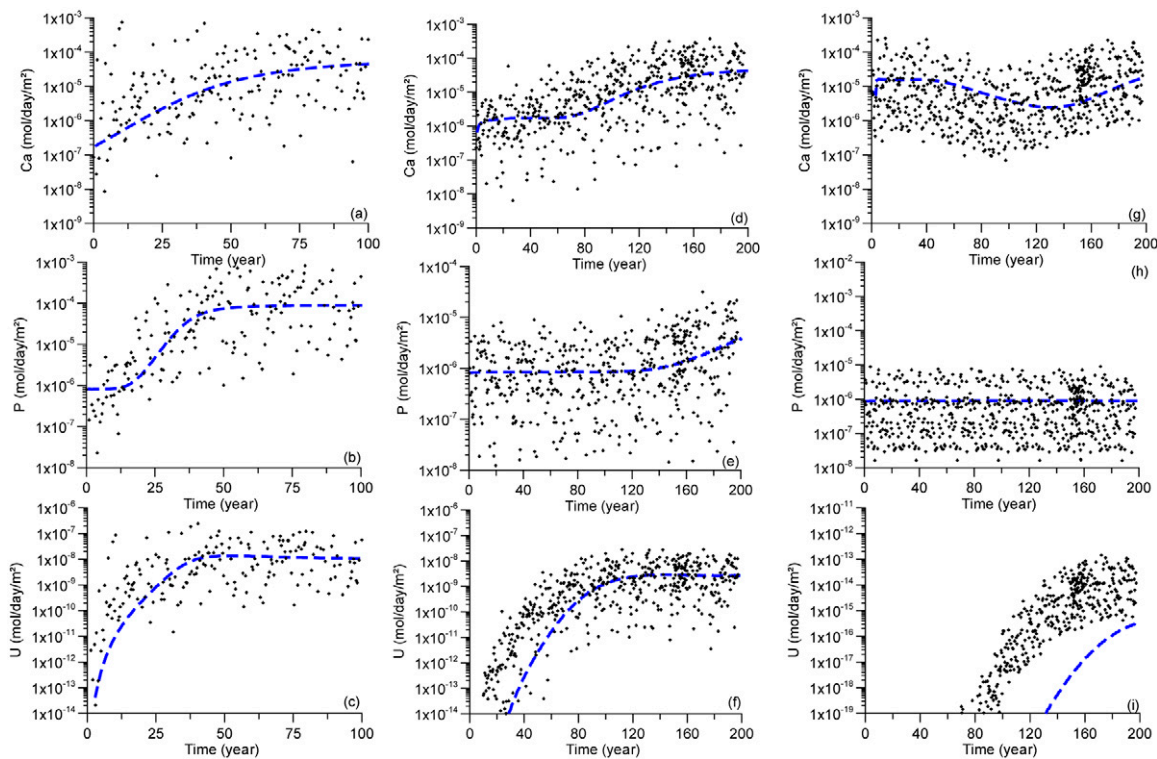 1x10⁻³
1x10⁻⁴
1x10⁻⁵
1x10⁻⁶
1x10⁻⁷
1x10⁻⁸
1x10⁻⁹
Ca (mol/day/m²)
(a)
0 25 50 75 100
Time (year)
1x10⁻³
1x10⁻⁴
1x10⁻⁵
1x10⁻⁶
1x10⁻⁷
1x10⁻⁸
P (mol/day/m²)
(b)
0 25 50 75 100
Time (year)
1x10⁻⁶
1x10⁻⁷
1x10⁻⁸
1x10⁻⁹
1x10⁻¹⁰
1x10⁻¹¹
1x10⁻¹²
1x10⁻¹³
1x10⁻¹⁴
U (mol/day/m²)
(c)
0 25 50 75 100
Time (year)
1x10⁻³
1x10⁻⁴
1x10⁻⁵
1x10⁻⁶
1x10⁻⁷
1x10⁻⁸
1x10⁻⁹
Ca (mol/day/m²)
(d)
0 40 80 120 160 200
Time (year)
1x10⁻⁴
1x10⁻⁵
1x10⁻⁶
1x10⁻⁷
1x10⁻⁸
P (mol/day/m²)
(e)
0 40 80 120 160 200
Time (year)
1x10⁻⁶
1x10⁻⁷
1x10⁻⁸
1x10⁻⁹
1x10⁻¹⁰
1x10⁻¹¹
1x10⁻¹²
1x10⁻¹³
1x10⁻¹⁴
U (mol/day/m²)
(f)
0 40 80 120 160 200
Time (year)
1x10⁻³
1x10⁻⁴
1x10⁻⁵
1x10⁻⁶
1x10⁻⁷
1x10⁻⁸
1x10⁻⁹
Ca (mol/day/m²)
(g)
0 40 80 120 160 200
Time (year)
1x10⁻²
1x10⁻³
1x10⁻⁴
1x10⁻⁵
1x10⁻⁶
1x10⁻⁷
1x10⁻⁸
P (mol/day/m²)
(h)
0 40 80 120 160 200
Time (year)
1x10⁻¹¹
1x10⁻¹²
1x10⁻¹³
1x10⁻¹⁴
1x10⁻¹⁵
1x10⁻¹⁶
1x10⁻¹⁷
1x10⁻¹⁸
1x10⁻¹⁹
U (mol/day/m²)
(i)
0 40 80 120 160 200
Time (year)